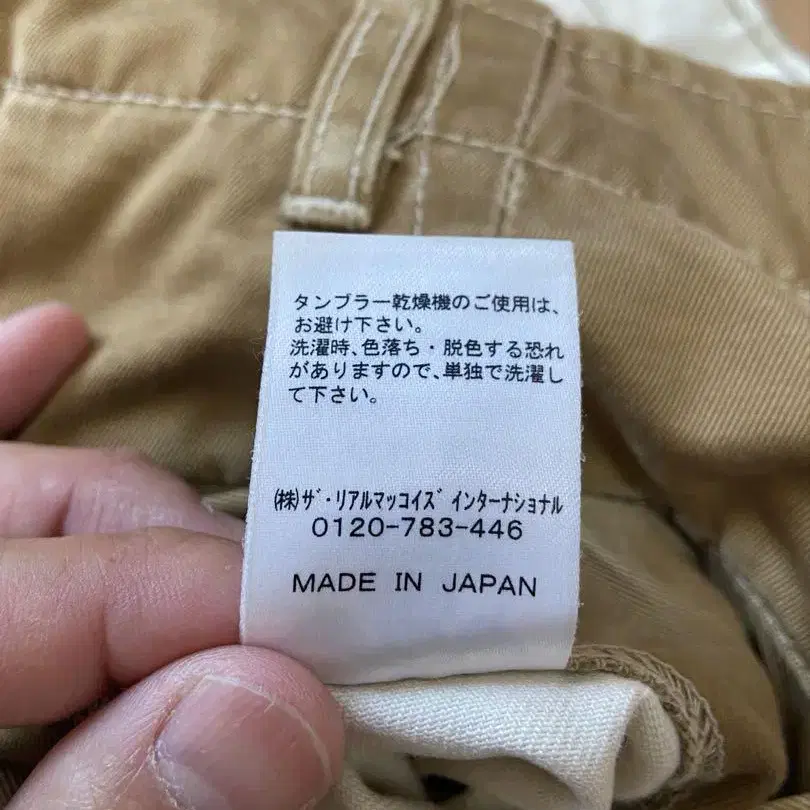 タンブラー乾燥機のご使用は、
お避け下さい。
洗濯時、色落ち・脱色する恐れ
がありますので、単独で洗濯し
て下さい。
㈱ザ・リアルマッコイズ インターナショナル
0120-783-446
MADE IN JAPAN